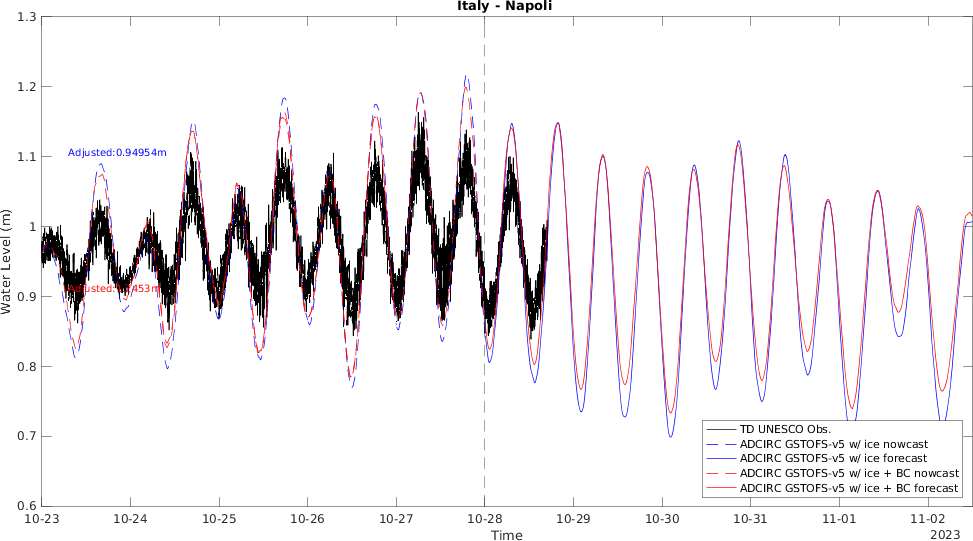 Italy - Napoli
1.3
1.2
1.1
1
0.9
0.8
0.7
0.6
Water Level (m)
Adjusted:0.94954m
TD UNESCO Obs.
ADCIRC GSTOFS-v5 w/ ice nowcast
ADCIRC GSTOFS-v5 w/ ice forecast
ADCIRC GSTOFS-v5 w/ ice + BC nowcast
ADCIRC GSTOFS-v5 w/ ice + BC forecast
10-23 10-24 10-25 10-26 10-27 10-28 10-29 10-30 10-31 11-01 11-02
Time
2023